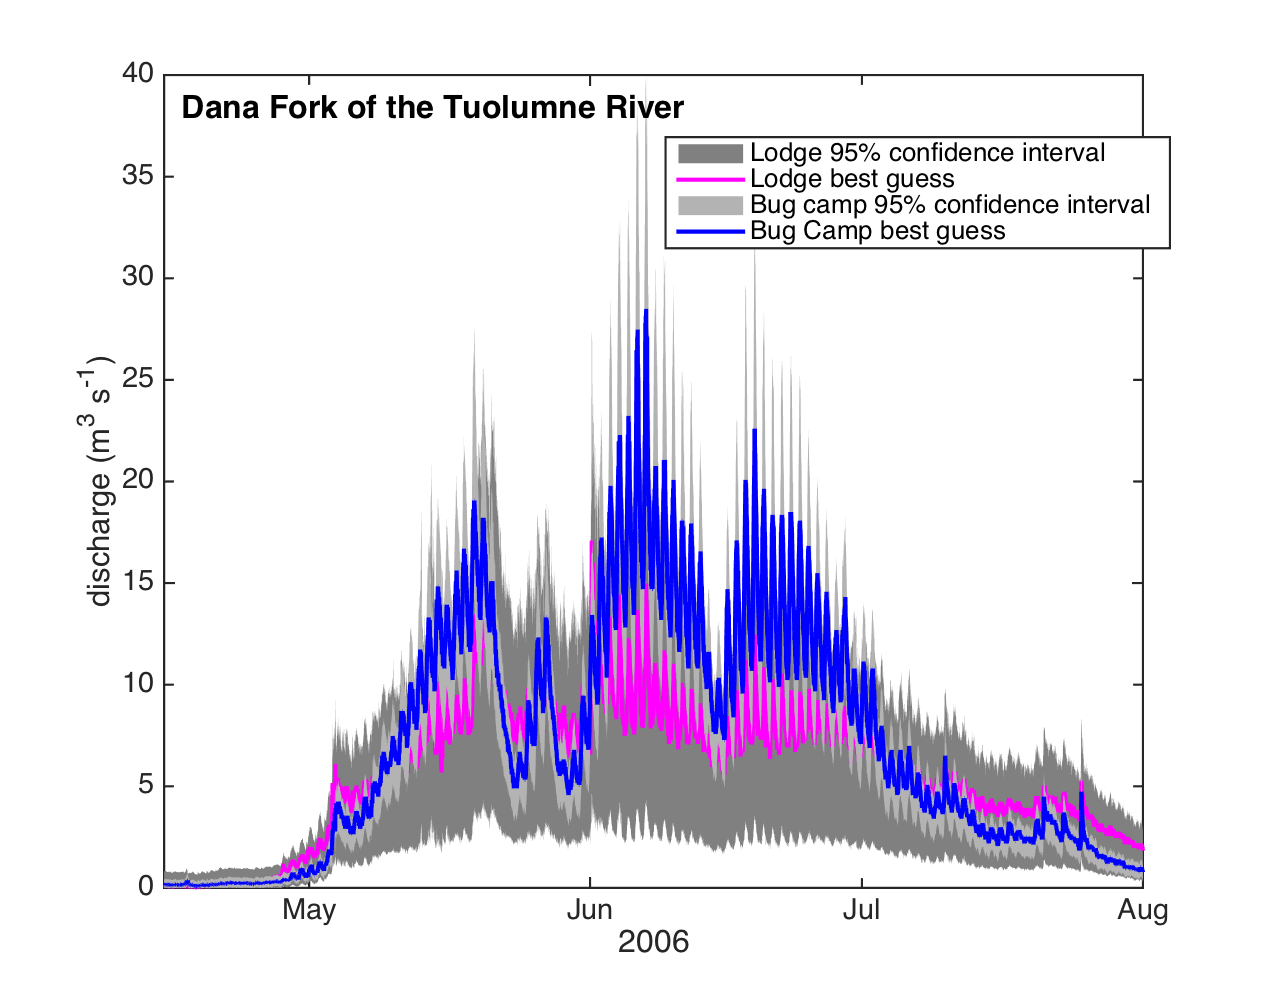 Dana Fork of the Tuolumne River
Lodge 95% confidence interval
Lodge best guess
Bug camp 95% confidence interval
Bug Camp best guess
discharge (m³ s⁻¹)
40
35
30
25
20
15
10
5
0
May Jun Jul Aug
2006